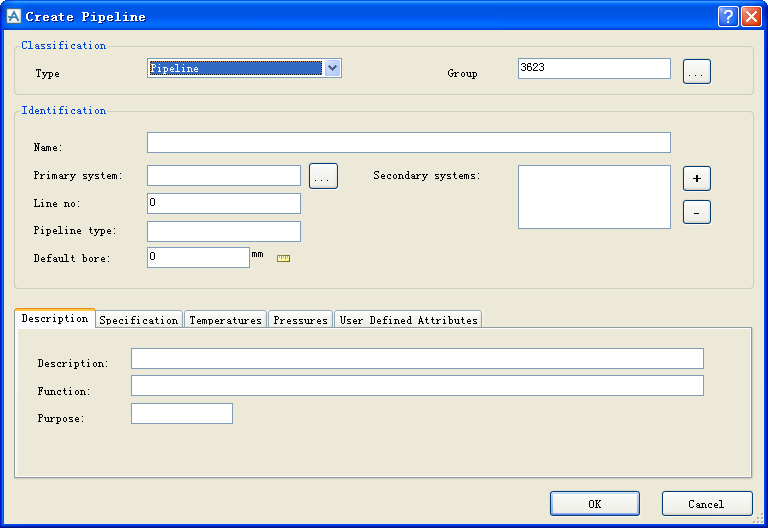 Create Pipeline
Classification
Type Pipeline Group 3623 ...
Identification
Name:
Primary system: ... Secondary systems: +
Line no: 0 -
Pipeline type:
Default bore: 0 mm
Description Specification Temperatures Pressures User Defined Attributes
Description:
Function:
Purpose:
OK Cancel